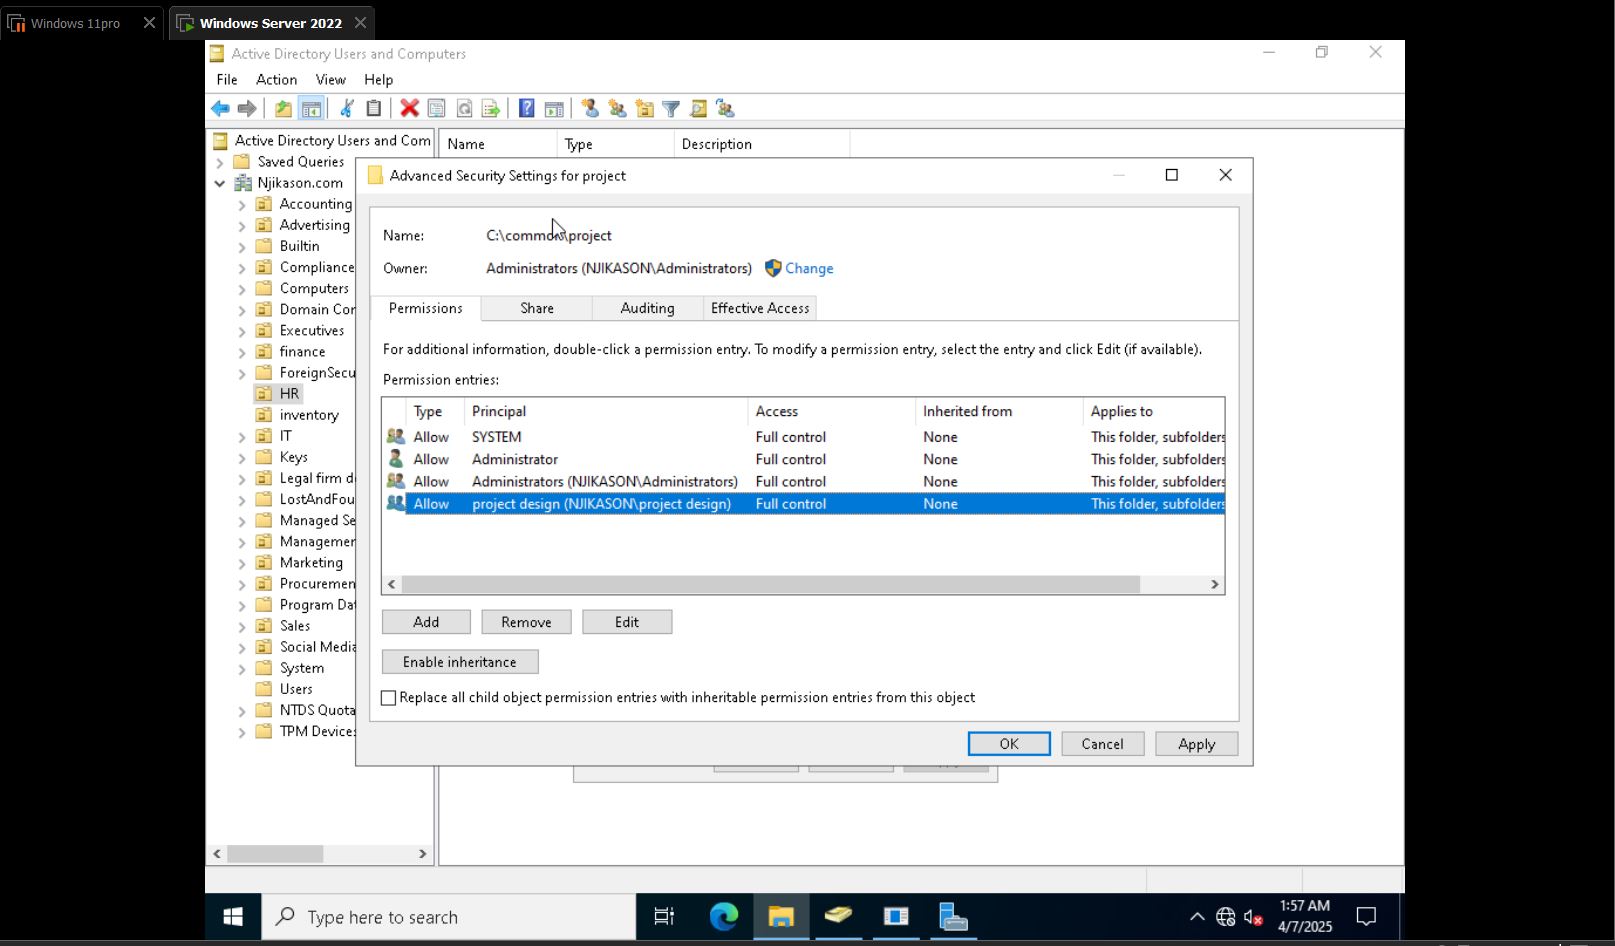 Windows 11pro
Windows Server 2022
Active Directory Users and Computers
File Action View Help
Active Directory Users and Com
Saved Queries
Njikason.com
Accounting
Advertising
Builtin
Compliance
Computers
Domain Cor
Executives
finance
ForeignSecu
HR
inventory
IT
Keys
Legal firm d
LostAndFou
Managed Se
Managemer
Marketing
Procuremen
Program Dat
Sales
Social Media
System
Users
NTDS Quota
TPM Devices
Name Type Description
Advanced Security Settings for project
Name: C:\common\project
Owner: Administrators (NJIKASON\Administrators) Change
Permissions Share Auditing Effective Access
For additional information, double-click a permission entry. To modify a permission entry, select the entry and click Edit (if available).
Permission entries:
Type Principal Access Inherited from Applies to
Allow SYSTEM Full control None This folder, subfolders
Allow Administrator Full control None This folder, subfolders
Allow Administrators (NJIKASON\Administrators) Full control None This folder, subfolders
Allow project design (NJIKASON\project design) Full control None This folder, subfolders
Add Remove Edit
Enable inheritance
Replace all child object permission entries with inheritable permission entries from this object
OK Cancel Apply
Type here to search
1:57 AM
4/7/2025